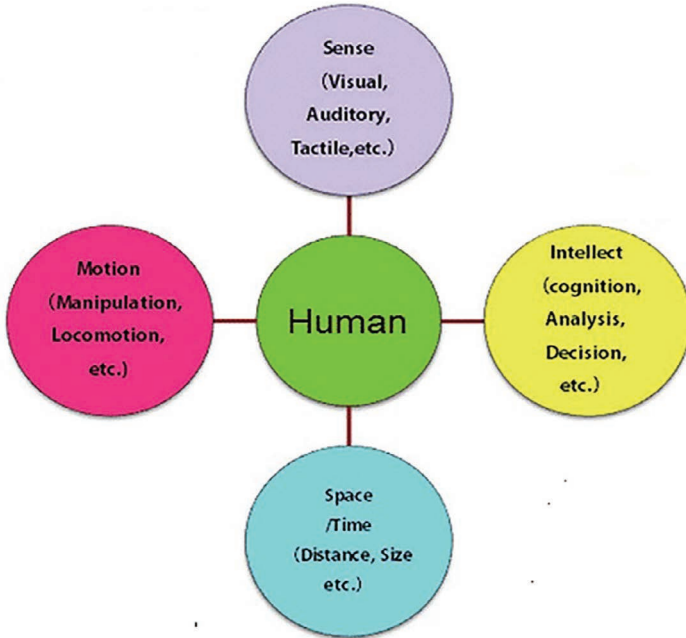 Sense
(Visual,
Auditory,
Tactile,etc.)
Motion
(Manipulation,
Locomotion,
etc.)
Human
Intellect
(cognition,
Analysis,
Decision,
etc.)
Space
/Time
(Distance, Size
etc.)